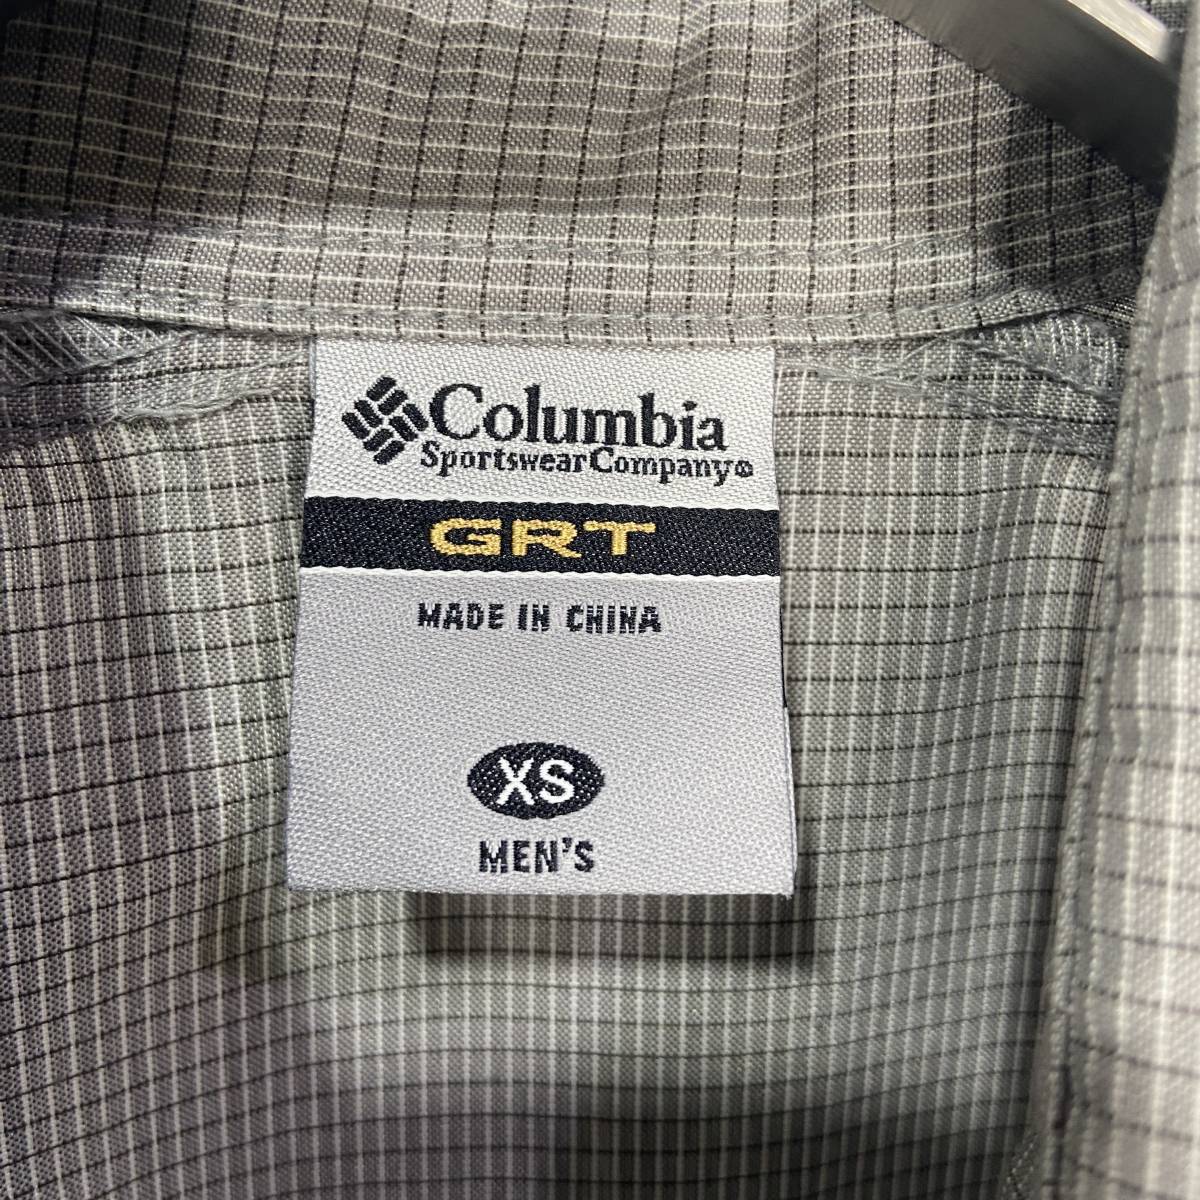 Columbia
Sportswear Company®
GRT
MADE IN CHINA
XS
MEN'S